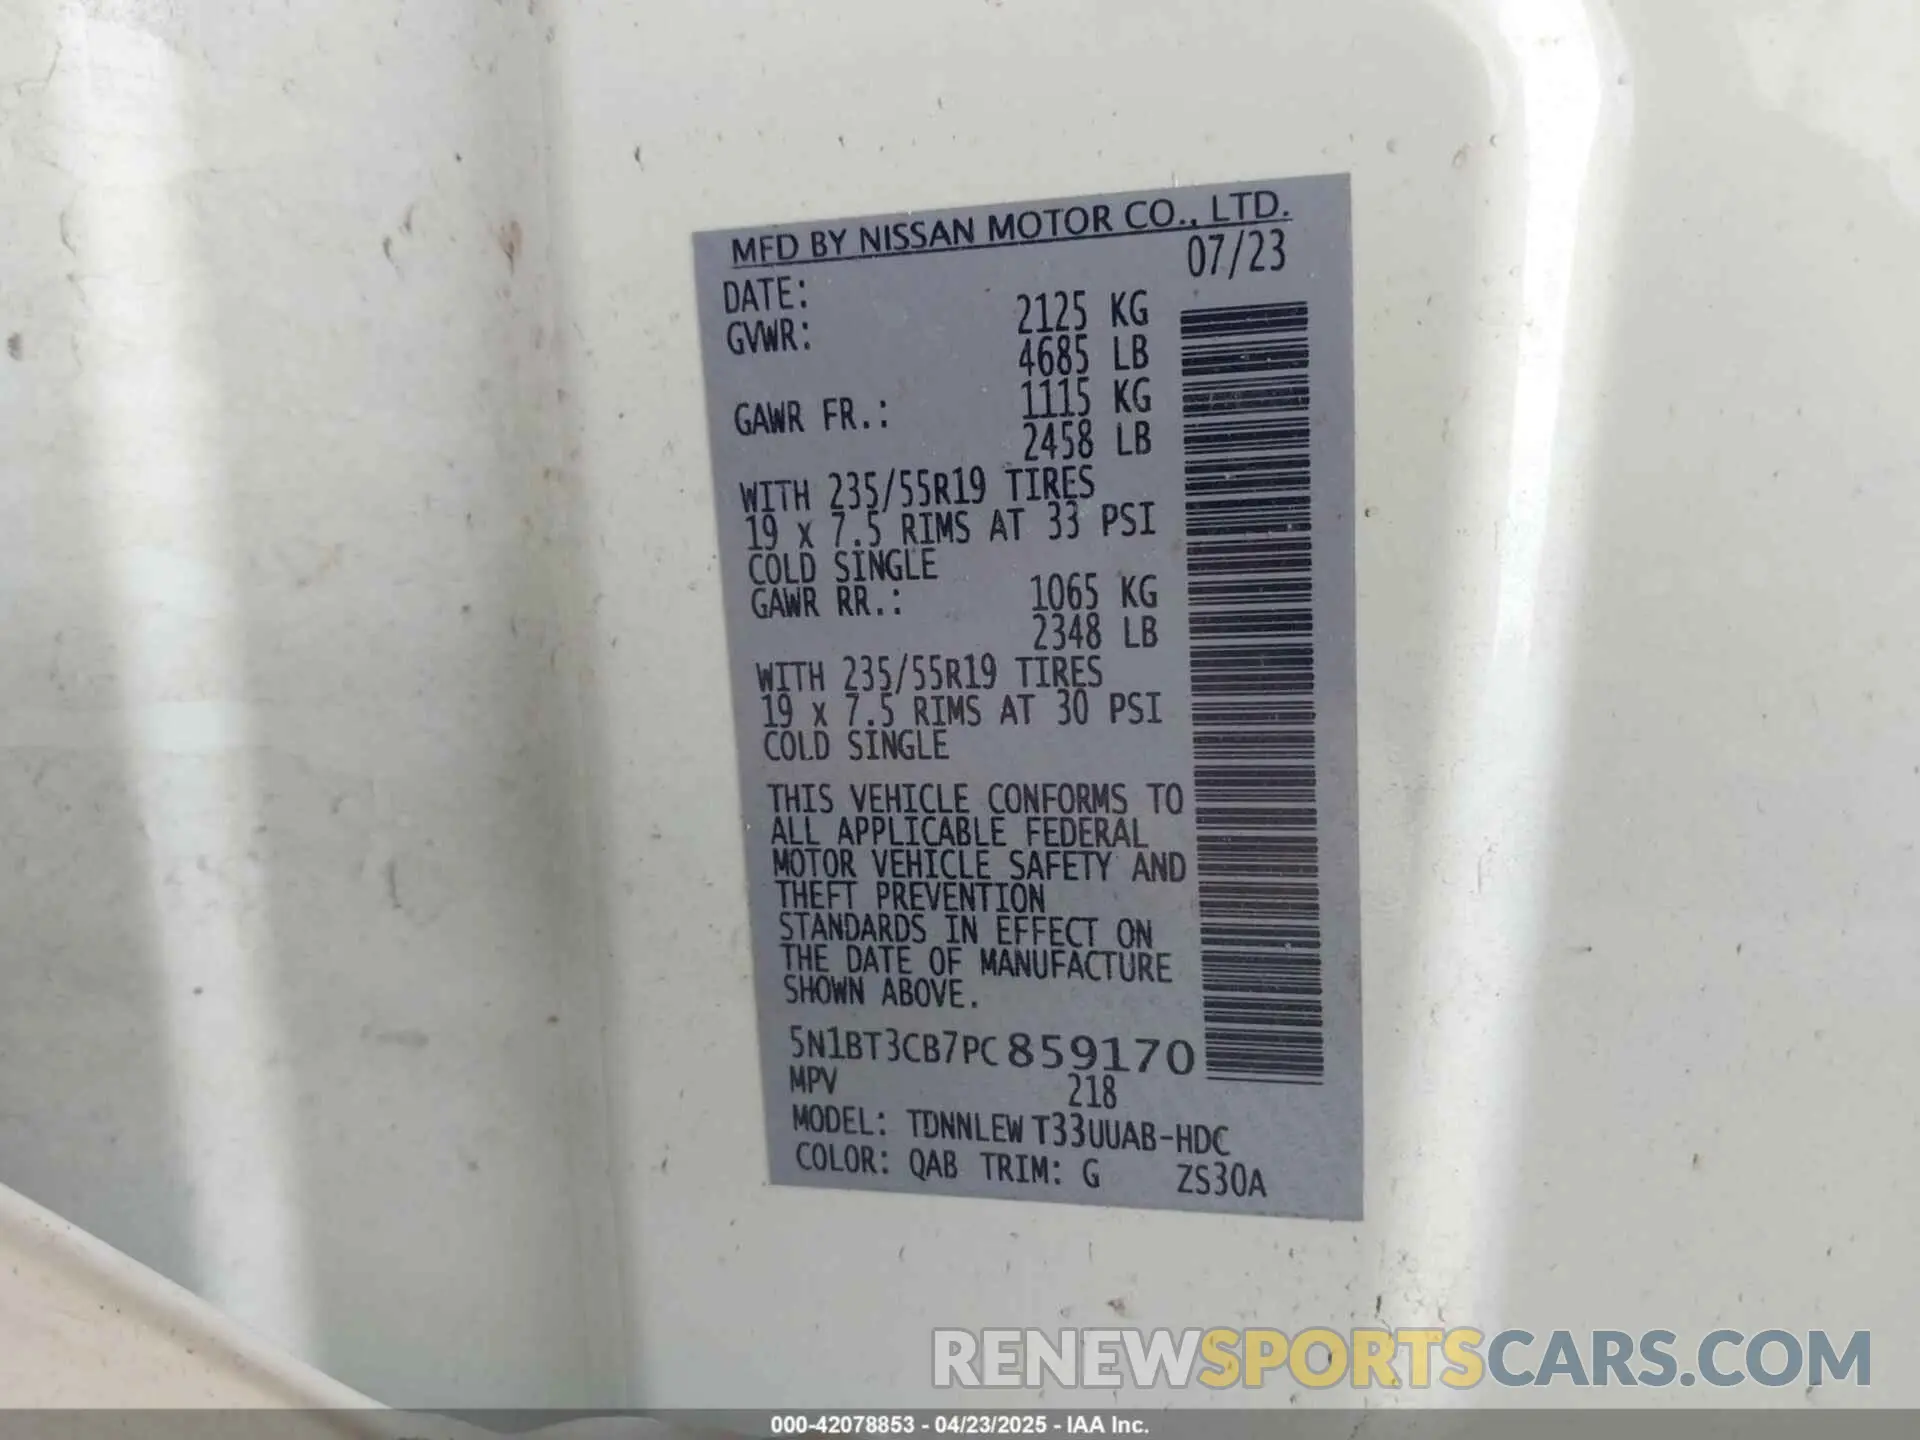 MFD BY NISSAN MOTOR CO., LTD.
DATE: 07/23
GVWR: 2125 KG
4685 LB
GAWR FR.: 1115 KG
2458 LB
WITH 235/55R19 TIRES
19 x 7.5 RIMS AT 33 PSI
COLD SINGLE
GAWR RR.: 1065 KG
2348 LB
WITH 235/55R19 TIRES
19 x 7.5 RIMS AT 30 PSI
COLD SINGLE
THIS VEHICLE CONFORMS TO
ALL APPLICABLE FEDERAL
MOTOR VEHICLE SAFETY AND
THEFT PREVENTION
STANDARDS IN EFFECT ON
THE DATE OF MANUFACTURE
SHOWN ABOVE.
5N1BT3CB7PC859170
MPV 218
MODEL: TDNNLEWT33UUAB-HDC
COLOR: QAB TRIM: G ZS30A
RENEWSPORTSCARS.COM
000-42078853 - 04/23/2025 - IAA Inc.